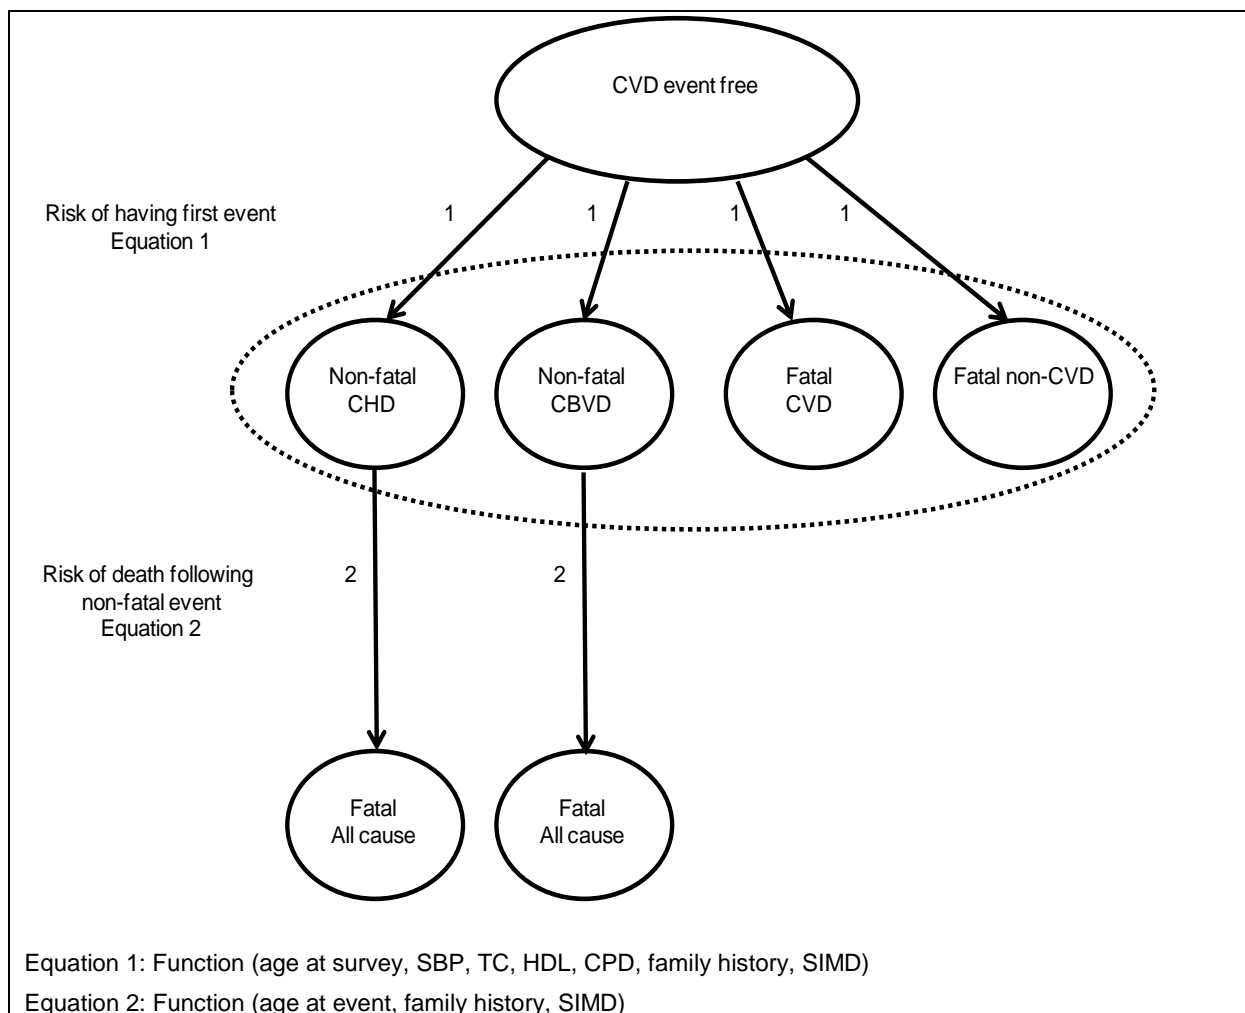 CVD event free
Risk of having first event
Equation 1
1
1
1
1
Non-fatal
CHD
Non-fatal
CBVD
Fatal
CVD
Fatal non-CVD
Risk of death following
non-fatal event
Equation 2
2
2
Fatal
All cause
Fatal
All cause
Equation 1: Function (age at survey, SBP, TC, HDL, CPD, family history, SIMD)
Equation 2: Function (age at event, family history, SIMD)